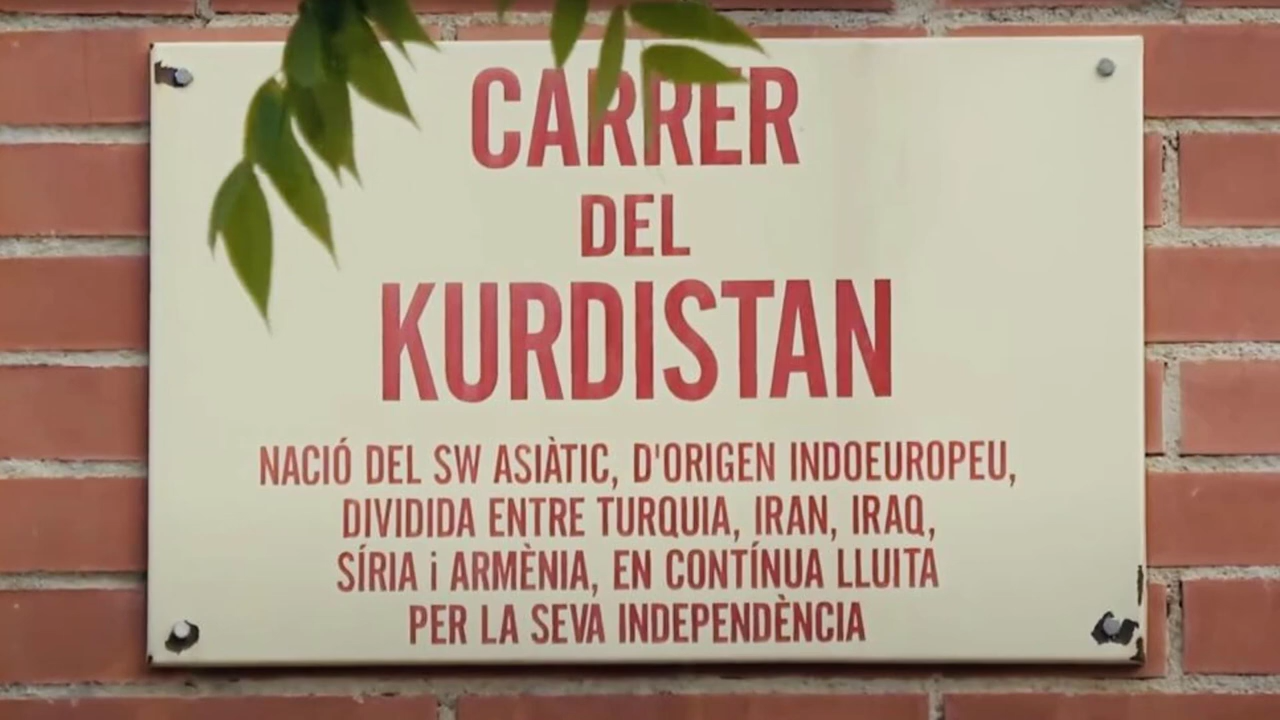 CARRER
DEL
KURDISTAN
NACIÓ DEL SW ASIÀTIC, D'ORIGEN INDOEUROPEU,
DIVIDIDA ENTRE TURQUIA, IRAN, IRAQ,
SÍRIA i ARMÈNIA, EN CONTÍNUA LLUITA
PER LA SEVA INDEPENDÈNCIA